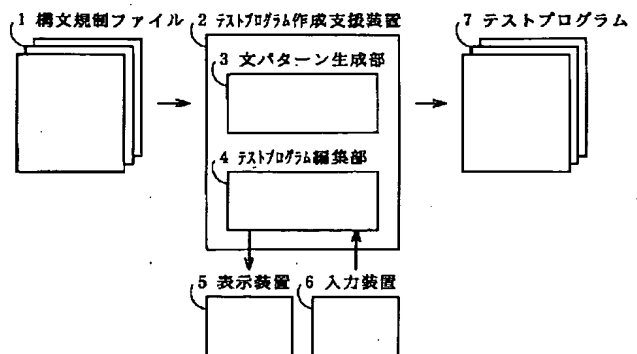 1 構文規制ファイル
2 テストプログラム作成支援装置
7 テストプログラム
3 文パターン生成部
4 テストプログラム編集部
5 表示装置
6 入力装置